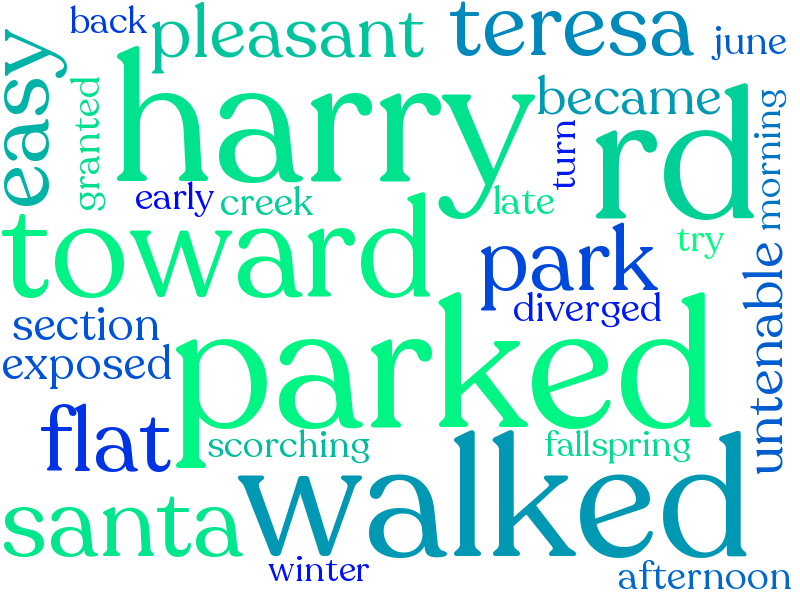 back
pleasant
teresa
june
easy
granted
harry
became
rd
morning
turn
early
creek
late
toward
park
try
diverged
untenable
section
exposed
parked
flat
scorching
fallspring
walked
santa
winter
afternoon